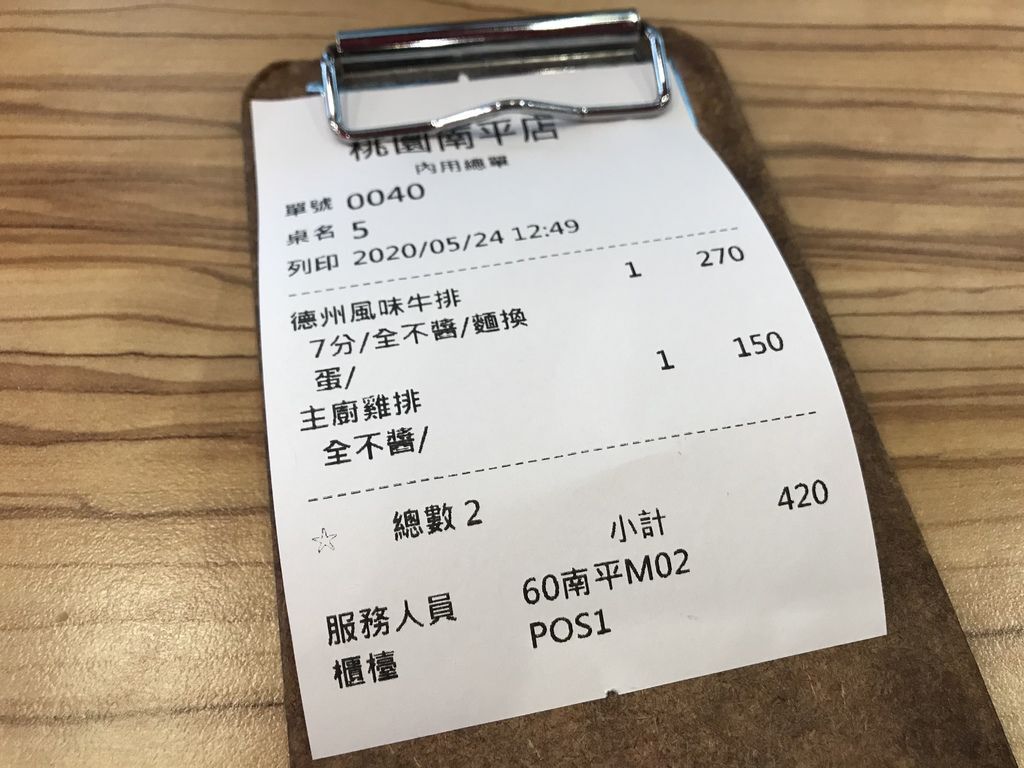 桃園南平店
內用總單
單號 0040
桌名 5
列印 2020/05/24 12:49
德州風味牛排 1 270
7分/全不醬/麵換
蛋/
主廚雞排 1 150
全不醬/
☆ 總數 2 小計 420
服務人員 60南平M02
櫃檯 POS1